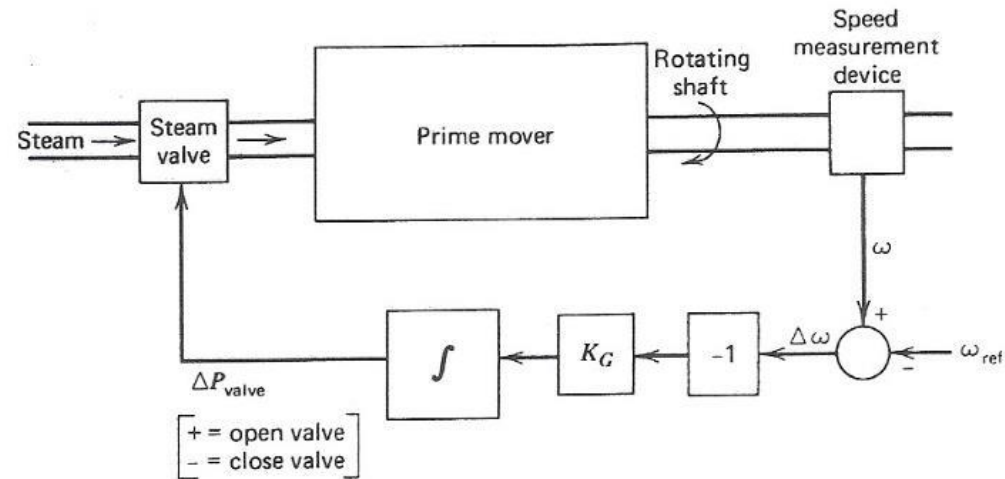 Speed
measurement
device
Rotating
shaft
Steam →
Steam
valve
→
Prime mover
ω
+
Δω
-
ω_ref
-1
K_G
∫
ΔP_valve
+ = open valve
- = close valve